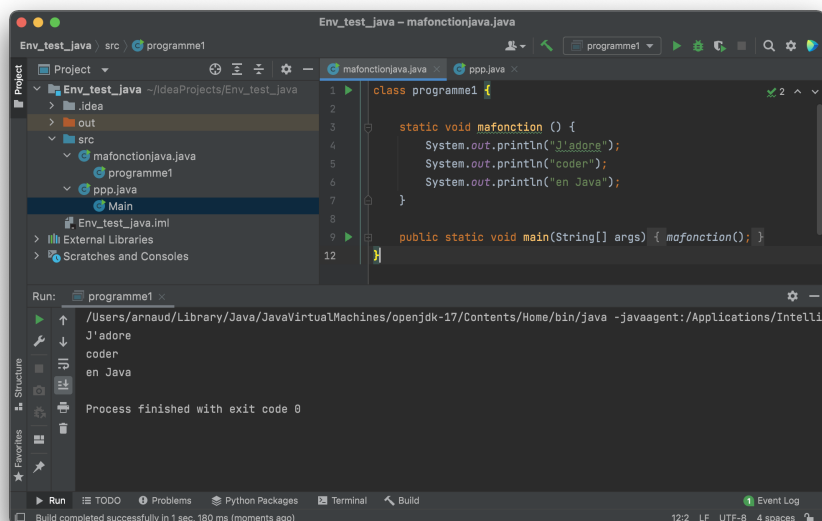 Env_test_java – mafonctionjava.java
Env_test_java src programme1
programme1
Project
Project
mafonctionjava.java
ppp.java
Env_test_java ~/IdeaProjects/Env_test_java
.idea
out
src
mafonctionjava.java
programme1
ppp.java
Main
Env_test_java.iml
External Libraries
Scratches and Consoles
2
1 class programme1 {
2
3 static void mafonction () {
4 System.out.println("J'adore");
5 System.out.println("coder");
6 System.out.println("en Java");
7 }
8
9 public static void main(String[] args) { mafonction(); }
12 }
Run: programme1
/Users/arnaud/Library/Java/JavaVirtualMachines/openjdk-17/Contents/Home/bin/java -javaagent:/Applications/Intelli
J'adore
coder
en Java
Process finished with exit code 0
Structure
Favorites
Run TODO Problems Python Packages Terminal Build 1 Event Log
Build completed successfully in 1 sec, 180 ms (moments ago) 12:2 LF UTF-8 4 spaces